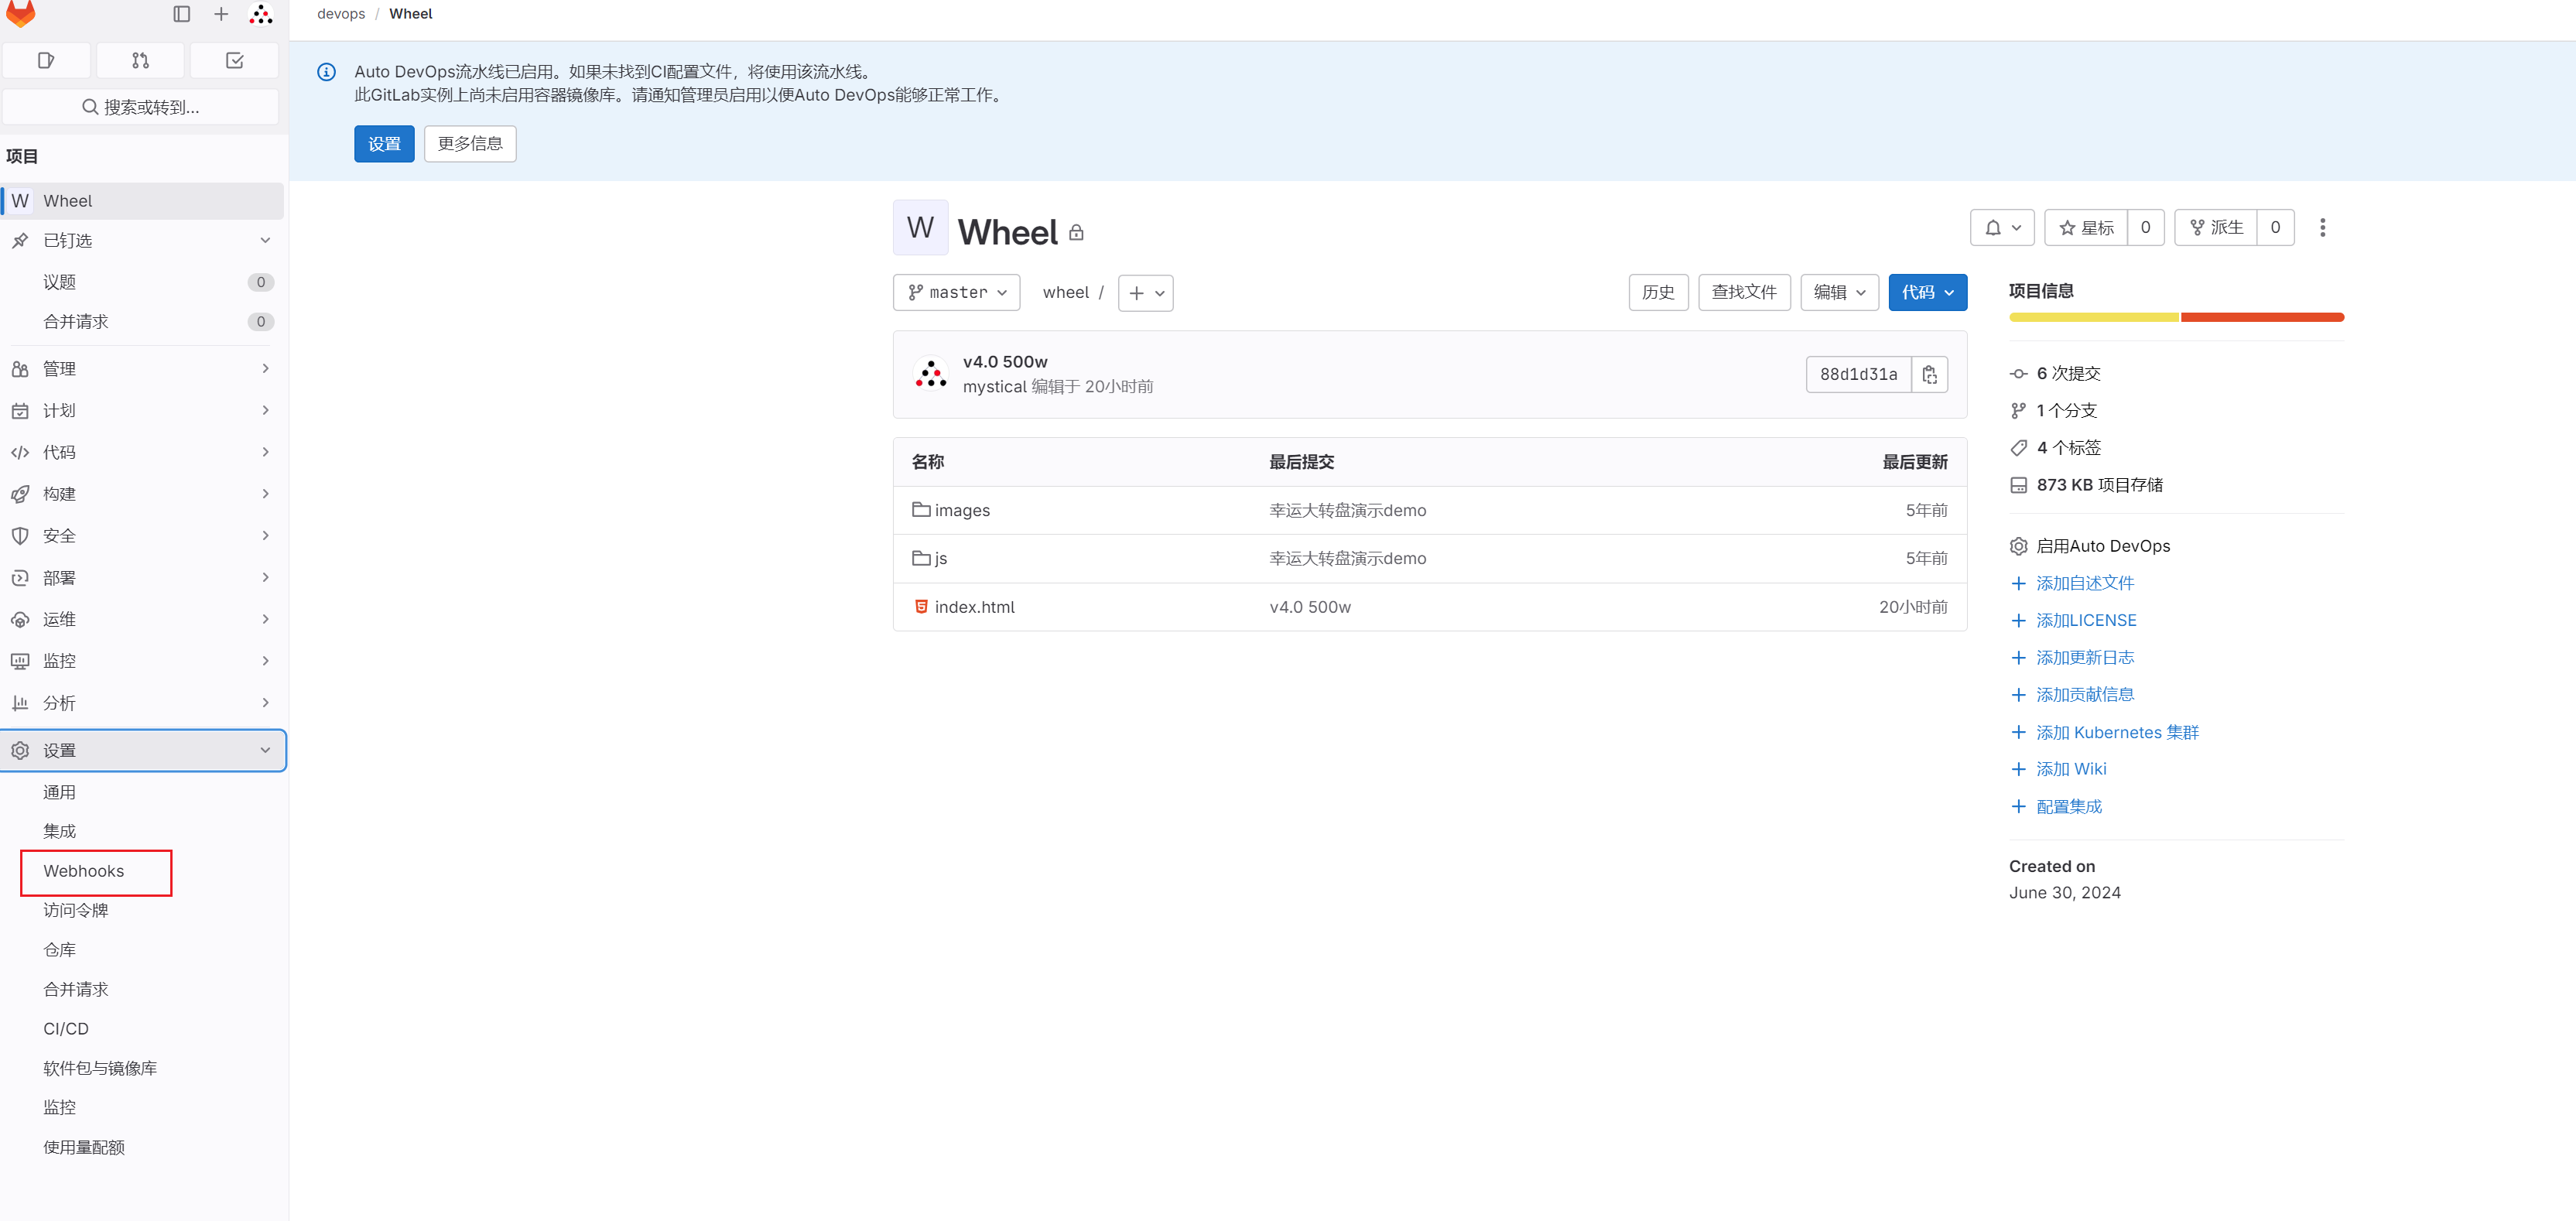 devops / Wheel
搜索或转到...
项目
W Wheel
已钉选
议题 0
合并请求 0
管理
计划
代码
构建
安全
部署
运维
监控
分析
设置
通用
集成
Webhooks
访问令牌
仓库
合并请求
CI/CD
软件包与镜像库
监控
使用量配额
Auto DevOps流水线已启用。如果未找到CI配置文件，将使用该流水线。
此GitLab实例上尚未启用容器镜像库。请通知管理员启用以便Auto DevOps能够正常工作。
设置 更多信息
W Wheel
星标 0 派生 0
master wheel / 历史 查找文件 编辑 代码
v4.0 500w
mystical 编辑于 20小时前
88d1d31a
名称 最后提交 最后更新
images 幸运大转盘演示demo 5年前
js 幸运大转盘演示demo 5年前
index.html v4.0 500w 20小时前
项目信息
6 次提交
1 个分支
4 个标签
873 KB 项目存储
启用Auto DevOps
添加自述文件
添加LICENSE
添加更新日志
添加贡献信息
添加 Kubernetes 集群
添加 Wiki
配置集成
Created on
June 30, 2024